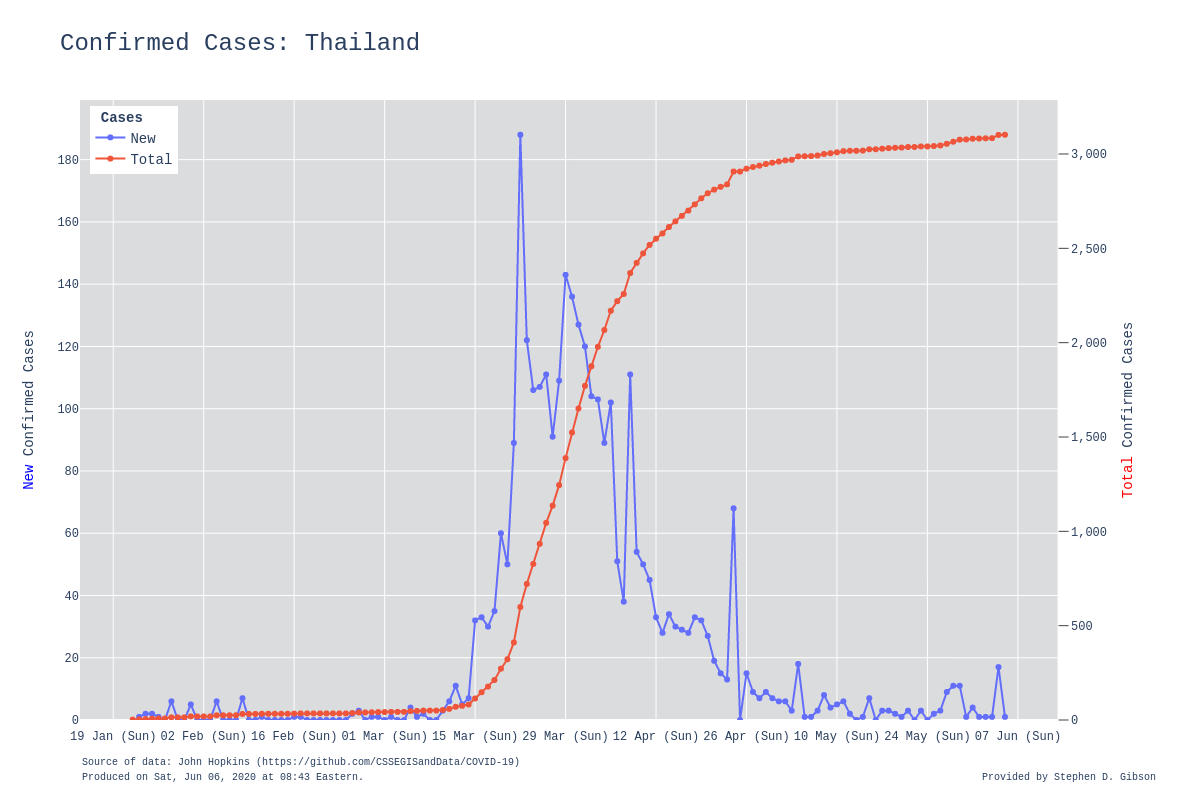 Confirmed Cases: Thailand
Cases
New
Total
180
160
140
120
100
80
60
40
20
0
3,000
2,500
2,000
1,500
1,000
500
0
New Confirmed Cases
Total Confirmed Cases
19 Jan (Sun) 02 Feb (Sun) 16 Feb (Sun) 01 Mar (Sun) 15 Mar (Sun) 29 Mar (Sun) 12 Apr (Sun) 26 Apr (Sun) 10 May (Sun) 24 May (Sun) 07 Jun (Sun)
Source of data: John Hopkins (https://github.com/CSSEGISandData/COVID-19)
Produced on Sat, Jun 06, 2020 at 08:43 Eastern.
Provided by Stephen D. Gibson